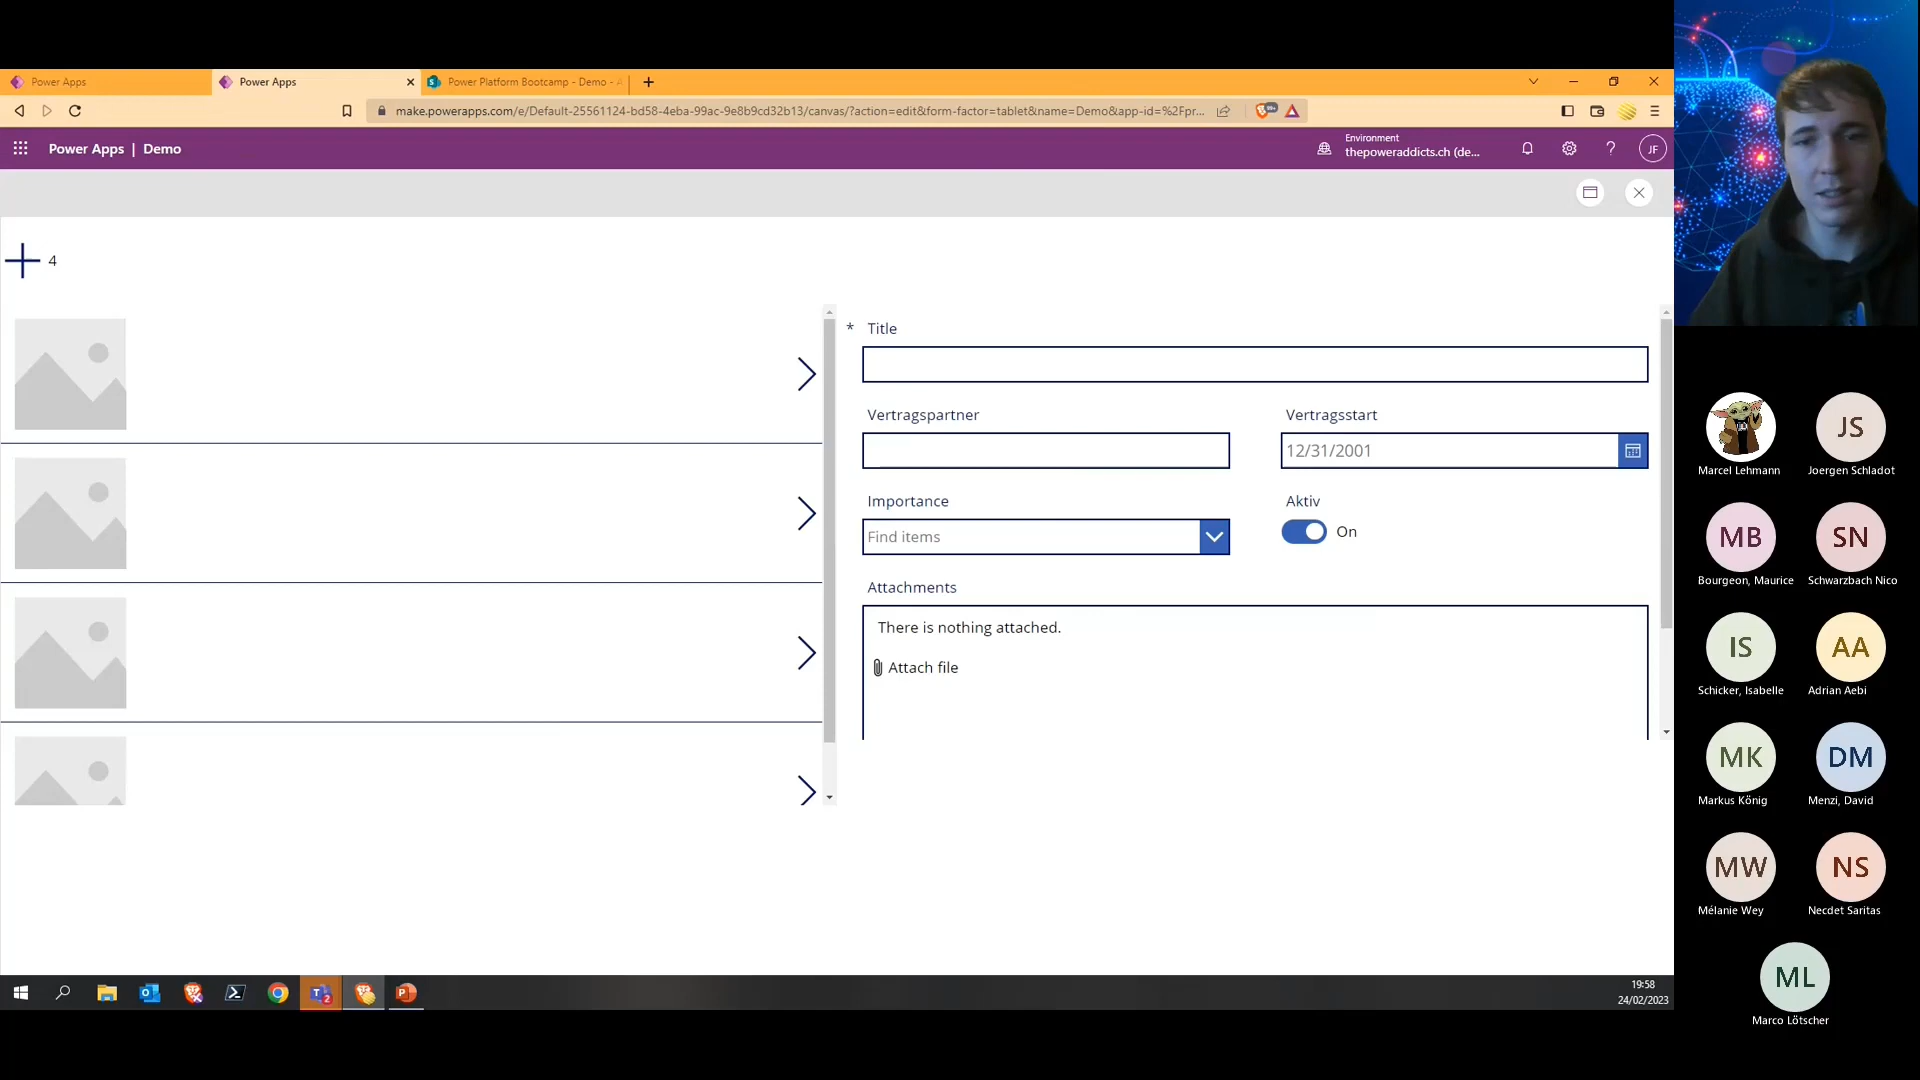 Power Apps
Power Apps
Power Platform Bootcamp - Demo - A
make.powerapps.com/e/Default-25561124-bd58-4eba-99ac-9e8b9cd32b13/canvas/?action=edit&form-factor=tablet&name=Demo&app-id=%2Fpr...
99+
Power Apps | Demo
Environment
thepoweraddicts.ch (de...
?
JF
4
* Title
Vertragspartner
Vertragsstart
12/31/2001
Importance
Aktiv
Find items
On
Attachments
There is nothing attached.
Attach file
19:58
24/02/2023
Marcel Lehmann
JS
Joergen Schladot
MB
Bourgeon, Maurice
SN
Schwarzbach Nico
IS
Schicker, Isabelle
AA
Adrian Aebi
MK
Markus König
DM
Menzi, David
MW
Mélanie Wey
NS
Necdet Saritas
ML
Marco Lötscher